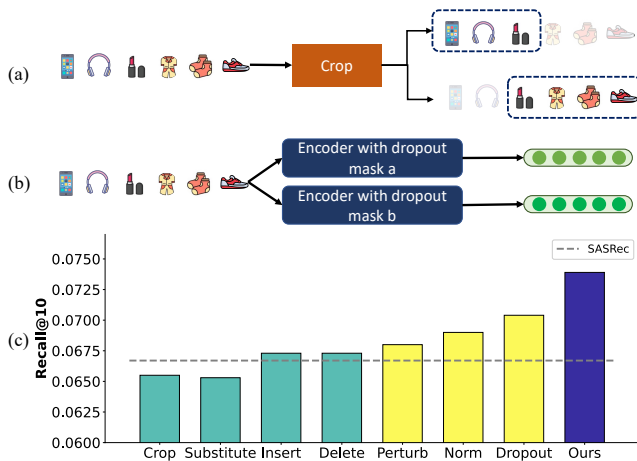 (a)
Crop
(b)
Encoder with dropout
mask a
Encoder with dropout
mask b
(c)
Recall@10
0.0750
0.0725
0.0700
0.0675
0.0650
0.0625
0.0600
SASRec
Crop Substitute Insert Delete Perturb Norm Dropout Ours